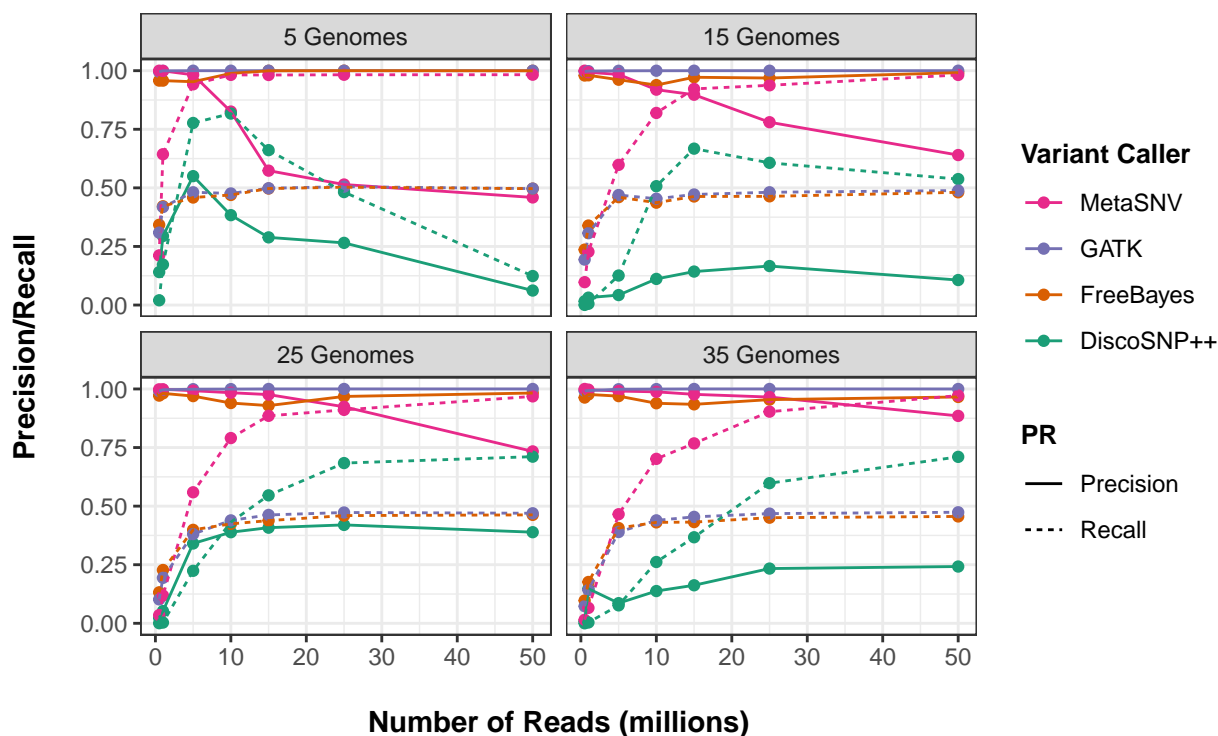 5 Genomes
15 Genomes
1.00
0.75
0.50
0.25
0.00
25 Genomes
35 Genomes
1.00
0.75
0.50
0.25
0.00
0 10 20 30 40 50
0 10 20 30 40 50
Number of Reads (millions)
Precision/Recall
Variant Caller
MetaSNV
GATK
FreeBayes
DiscoSNP++
PR
Precision
Recall